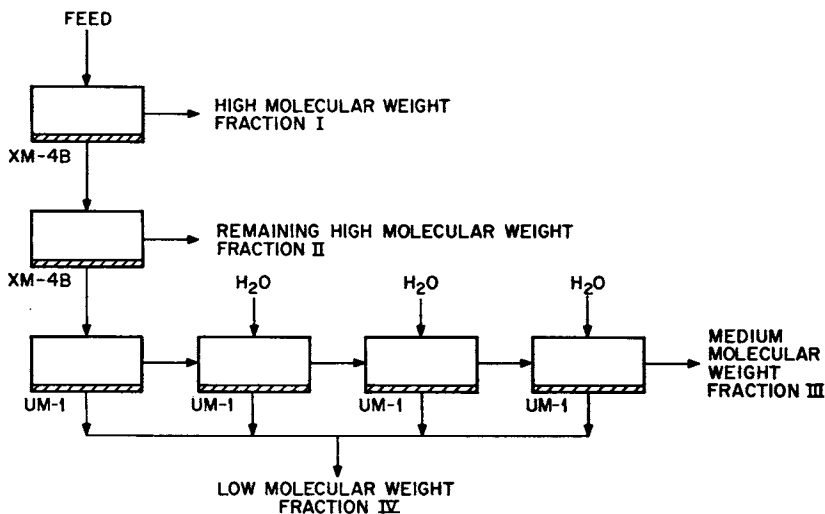 FEED
HIGH MOLECULAR WEIGHT
FRACTION I
XM-4B
REMAINING HIGH MOLECULAR WEIGHT
FRACTION II
XM-4B
H₂O
H₂O
H₂O
MEDIUM
MOLECULAR
WEIGHT
FRACTION III
UM-1
UM-1
UM-1
UM-1
LOW MOLECULAR WEIGHT
FRACTION IV